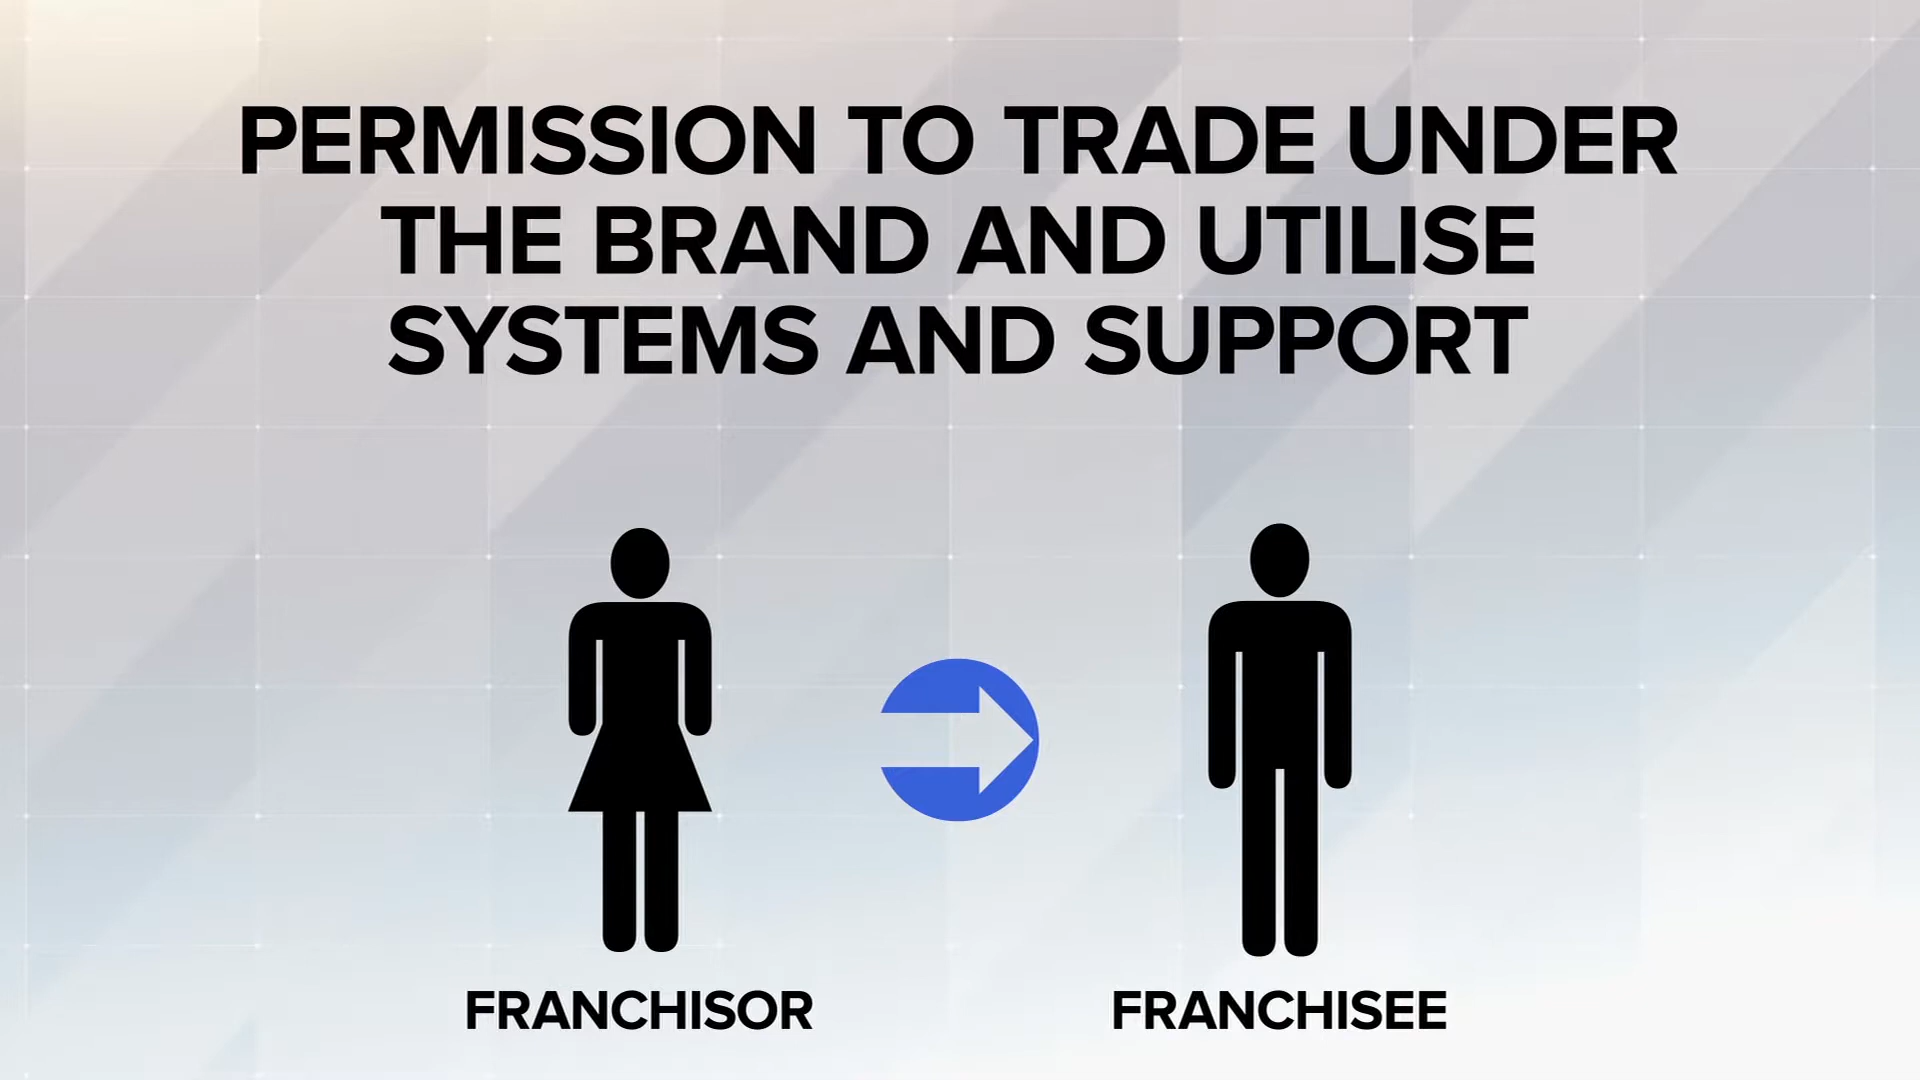 PERMISSION TO TRADE UNDER
THE BRAND AND UTILISE
SYSTEMS AND SUPPORT
FRANCHISOR
FRANCHISEE